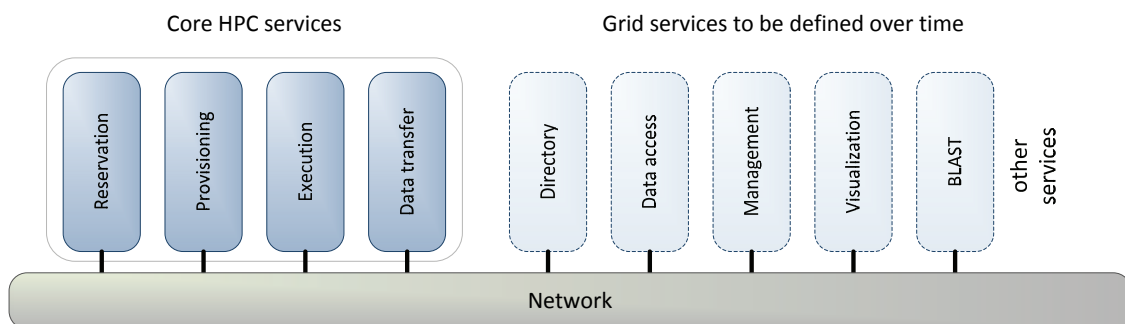 Core HPC services
Grid services to be defined over time
Reservation
Provisioning
Execution
Data transfer
Directory
Data access
Management
Visualization
BLAST
other
services
Network